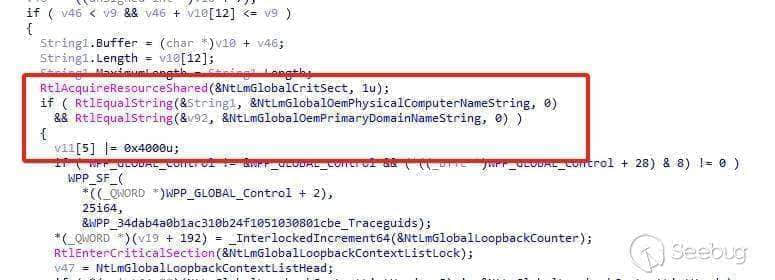 if ( v46 < v9 && v46 + v10[12] <= v9 )
{
String1.Buffer = (char *)v10 + v46;
String1.Length = v10[12];
String1.MaximumLength = String1.Length;
RtlAcquireResourceShared(&NtLmGlobalCritSect, 1u);
if ( RtlEqualString(&String1, &NtLmGlobalOemPhysicalComputerNameString, 0)
&& RtlEqualString(&v92, &NtLmGlobalOemPrimaryDomainNameString, 0) )
{
v11[5] |= 0x4000u;
if ( WPP_GLOBAL_Control != &WPP_GLOBAL_Control && ( *((_BYTE *)WPP_GLOBAL_Control + 28) & 8) != 0 )
WPP_SF_(
*((_QWORD *)WPP_GLOBAL_Control + 2),
25i64,
&WPP_34dab4a0b1ac310b24f1051030801cbe_Traceguids);
*(_QWORD *)(v19 + 192) = _InterlockedIncrement64(&NtLmGlobalLoopbackCounter);
RtlEnterCriticalSection(&NtLmGlobalLoopbackContextListLock);
v47 = NtLmGlobalLoopbackContextListHead;
Seebug